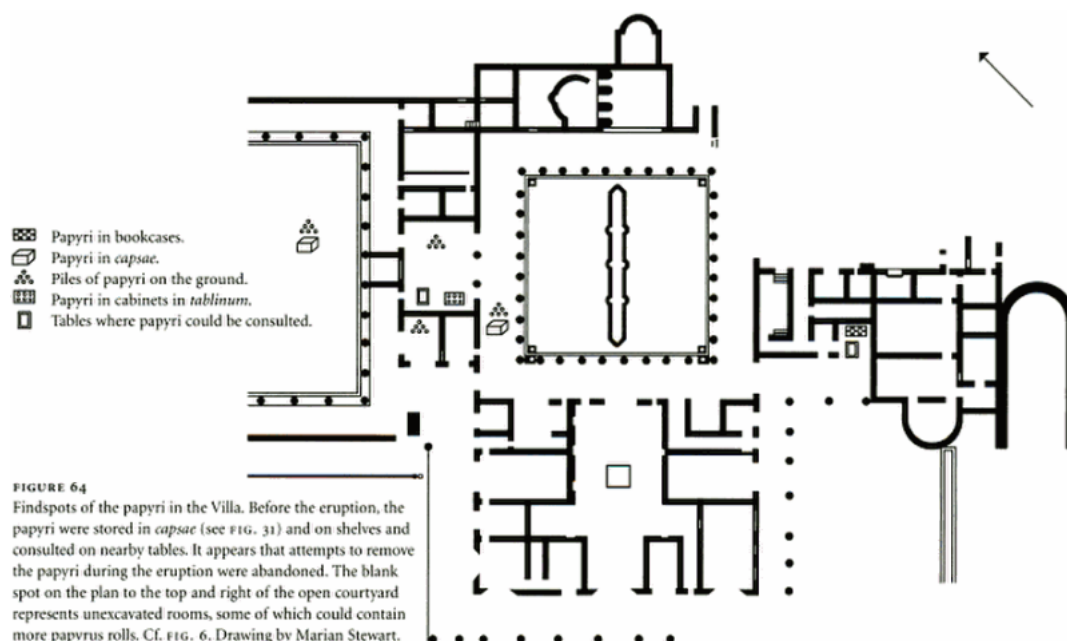 Papyri in bookcases.
Papyri in capsae.
Piles of papyri on the ground.
Papyri in cabinets in tablinum.
Tables where papyri could be consulted.
FIGURE 64
Findspots of the papyri in the Villa. Before the eruption, the
papyri were stored in capsae (see FIG. 31) and on shelves and
consulted on nearby tables. It appears that attempts to remove
the papyri during the eruption were abandoned. The blank
spot on the plan to the top and right of the open courtyard
represents unexcavated rooms, some of which could contain
more papyrus rolls. Cf. FIG. 6. Drawing by Marian Stewart.